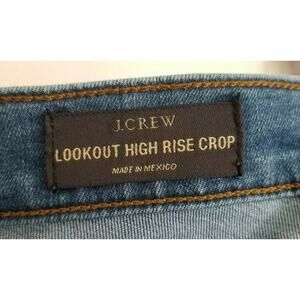 J.CREW
LOOKOUT HIGH RISE CROP
MADE IN MEXICO